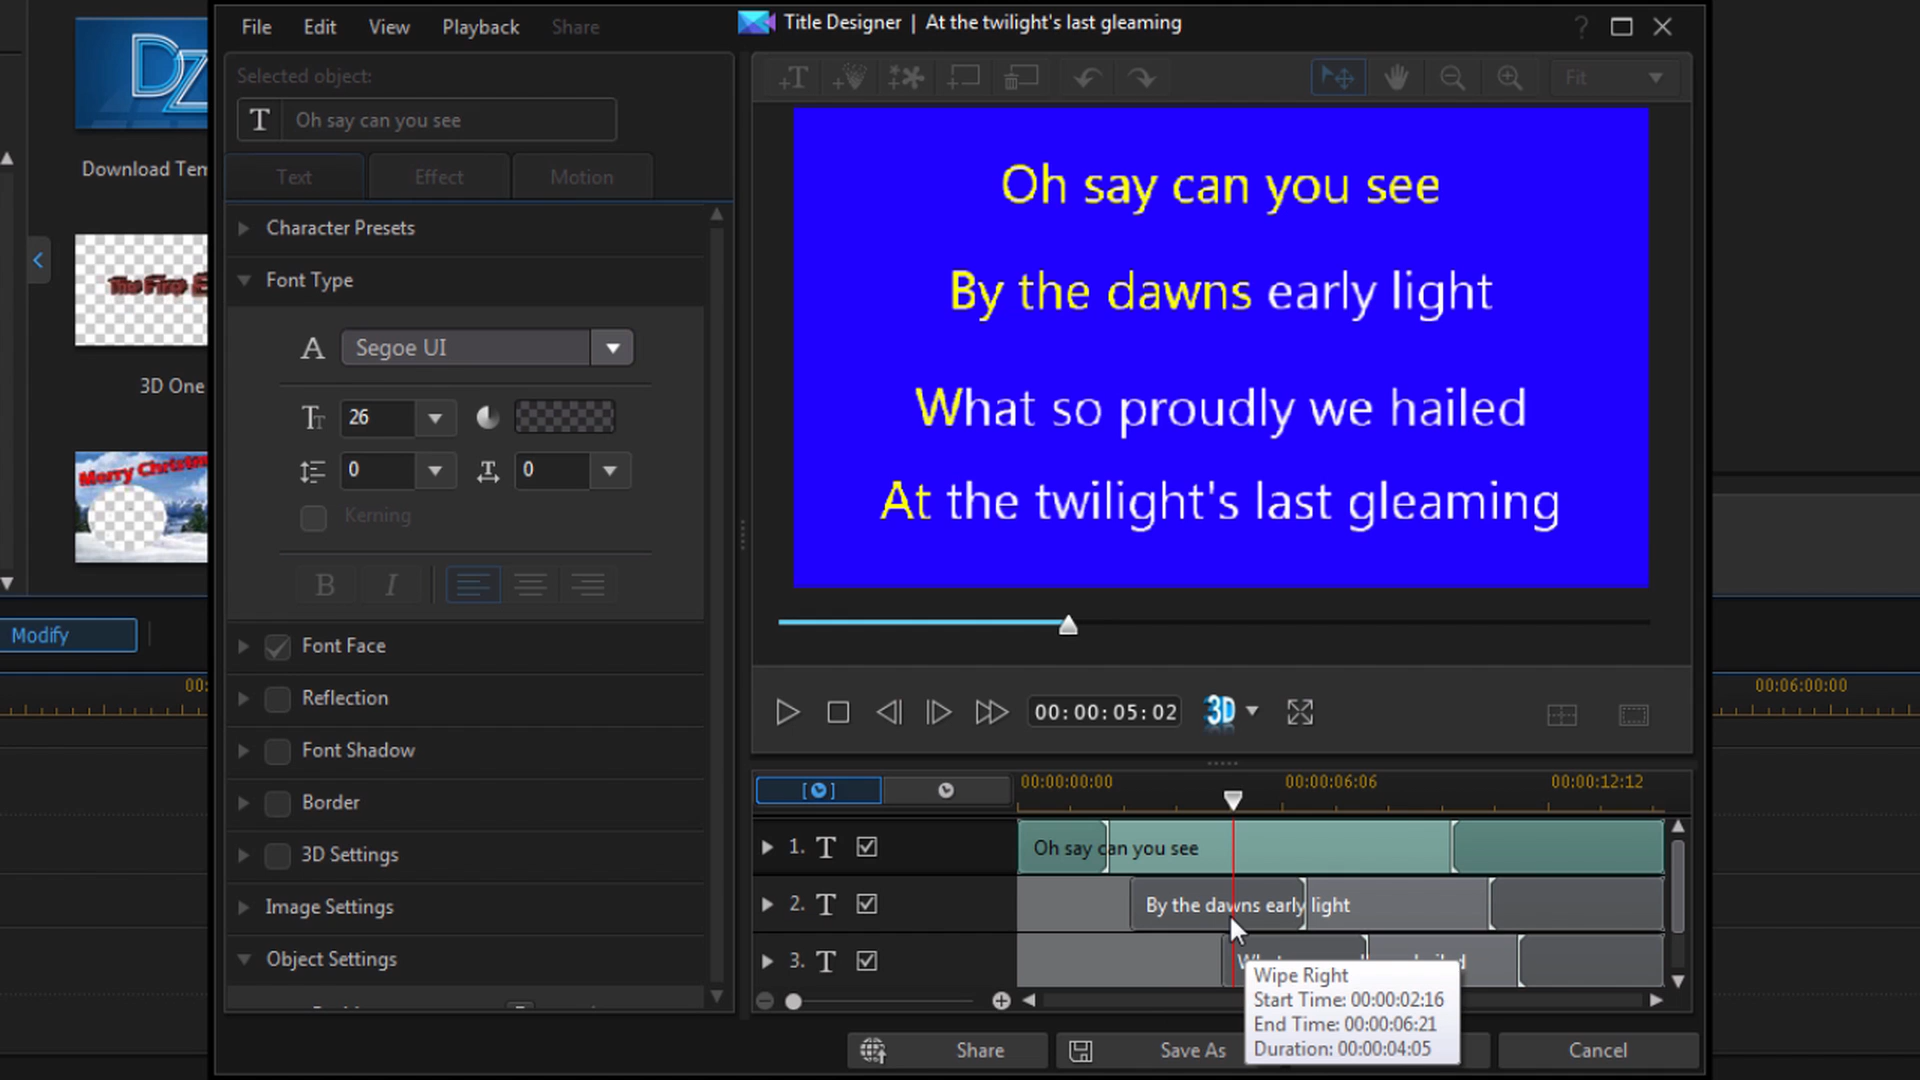 File Edit View Playback Share
Title Designer | At the twilight's last gleaming
?
DZ
Download Tem
3D One
Merry Christm
Modify
00:
00:06:00:00
Selected object:
T Oh say can you see
Text Effect Motion
Character Presets
Font Type
A Segoe UI
26
0 0
Kerning
B I
Font Face
Reflection
Font Shadow
Border
3D Settings
Image Settings
Object Settings
Fit
Oh say can you see
By the dawns early light
What so proudly we hailed
At the twilight's last gleaming
00:00:05:02 3D
00:00:00:00 00:00:06:06 00:00:12:12
1. T Oh say can you see
2. T By the dawns early light
3. T
Wipe Right
Start Time: 00:00:02:16
End Time: 00:00:06:21
Duration: 00:00:04:05
Share Save As Cancel